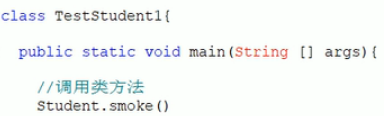 class TestStudent1{
public static void main(String [] args){
//调用类方法
Student.smoke()